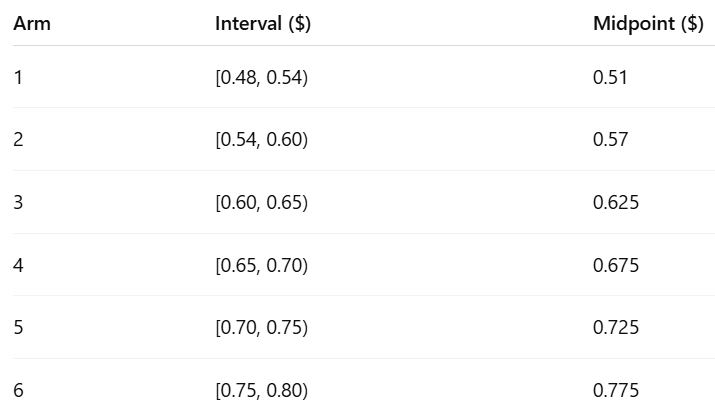 Arm Interval ($) Midpoint ($)
1 [0.48, 0.54) 0.51
2 [0.54, 0.60) 0.57
3 [0.60, 0.65) 0.625
4 [0.65, 0.70) 0.675
5 [0.70, 0.75) 0.725
6 [0.75, 0.80) 0.775